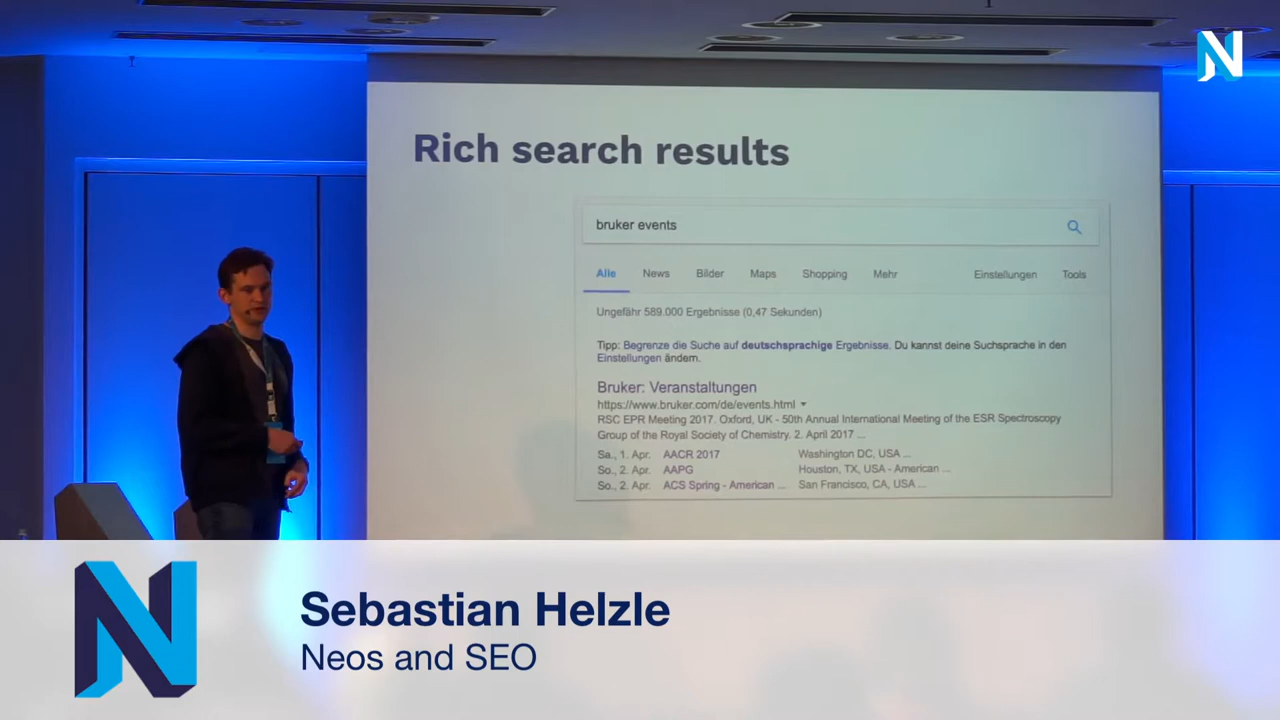 Rich search results
bruker events
Alle News Bilder Maps Shopping Mehr Einstellungen Tools
Ungefähr 589.000 Ergebnisse (0,47 Sekunden)
Tipp: Begrenze die Suche auf deutschsprachige Ergebnisse. Du kannst deine Suchsprache in den
Einstellungen ändern.
Bruker: Veranstaltungen
https://www.bruker.com/de/events.html
RSC EPR Meeting 2017. Oxford, UK - 50th Annual International Meeting of the ESR Spectroscopy
Group of the Royal Society of Chemistry. 2. April 2017 ...
Sa., 1. Apr. AACR 2017 Washington DC, USA ...
So., 2. Apr. AAPG Houston, TX, USA - American ...
So., 2. Apr. ACS Spring - American ... San Francisco, CA, USA ...
Sebastian Helzle
Neos and SEO